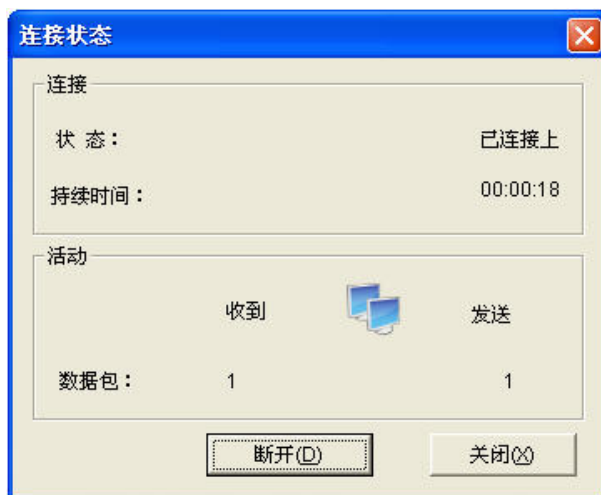 连接状态
连接
状 态： 已连接上
持续时间： 00:00:18
活动
收到 发送
数据包： 1 1
断开(D) 关闭(X)